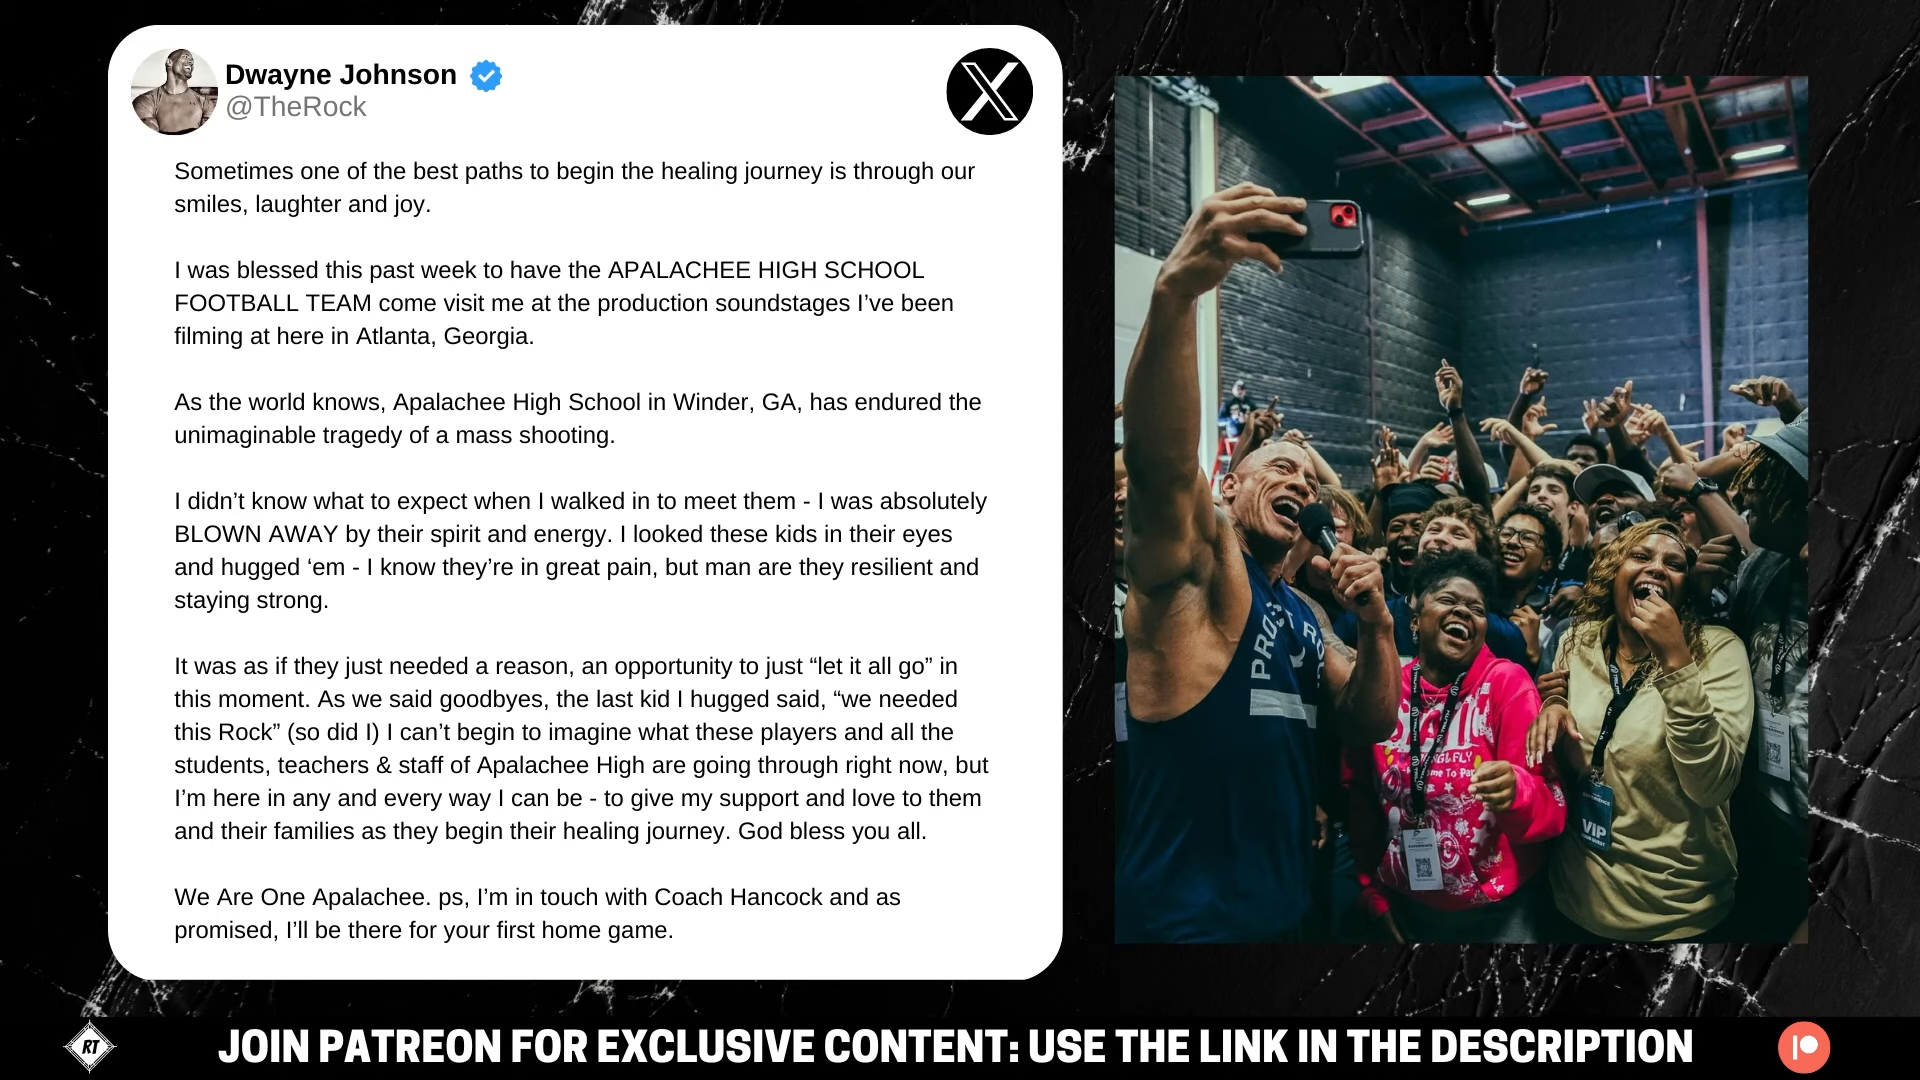 Dwayne Johnson
@TheRock
Sometimes one of the best paths to begin the healing journey is through our
smiles, laughter and joy.
I was blessed this past week to have the APALACHEE HIGH SCHOOL
FOOTBALL TEAM come visit me at the production soundstages I’ve been
filming at here in Atlanta, Georgia.
As the world knows, Apalachee High School in Winder, GA, has endured the
unimaginable tragedy of a mass shooting.
I didn’t know what to expect when I walked in to meet them - I was absolutely
BLOWN AWAY by their spirit and energy. I looked these kids in their eyes
and hugged ‘em - I know they’re in great pain, but man are they resilient and
staying strong.
It was as if they just needed a reason, an opportunity to just “let it all go” in
this moment. As we said goodbyes, the last kid I hugged said, “we needed
this Rock” (so did I) I can’t begin to imagine what these players and all the
students, teachers & staff of Apalachee High are going through right now, but
I’m here in any and every way I can be - to give my support and love to them
and their families as they begin their healing journey. God bless you all.
We Are One Apalachee. ps, I’m in touch with Coach Hancock and as
promised, I’ll be there for your first home game.
VIP
RT
JOIN PATREON FOR EXCLUSIVE CONTENT: USE THE LINK IN THE DESCRIPTION